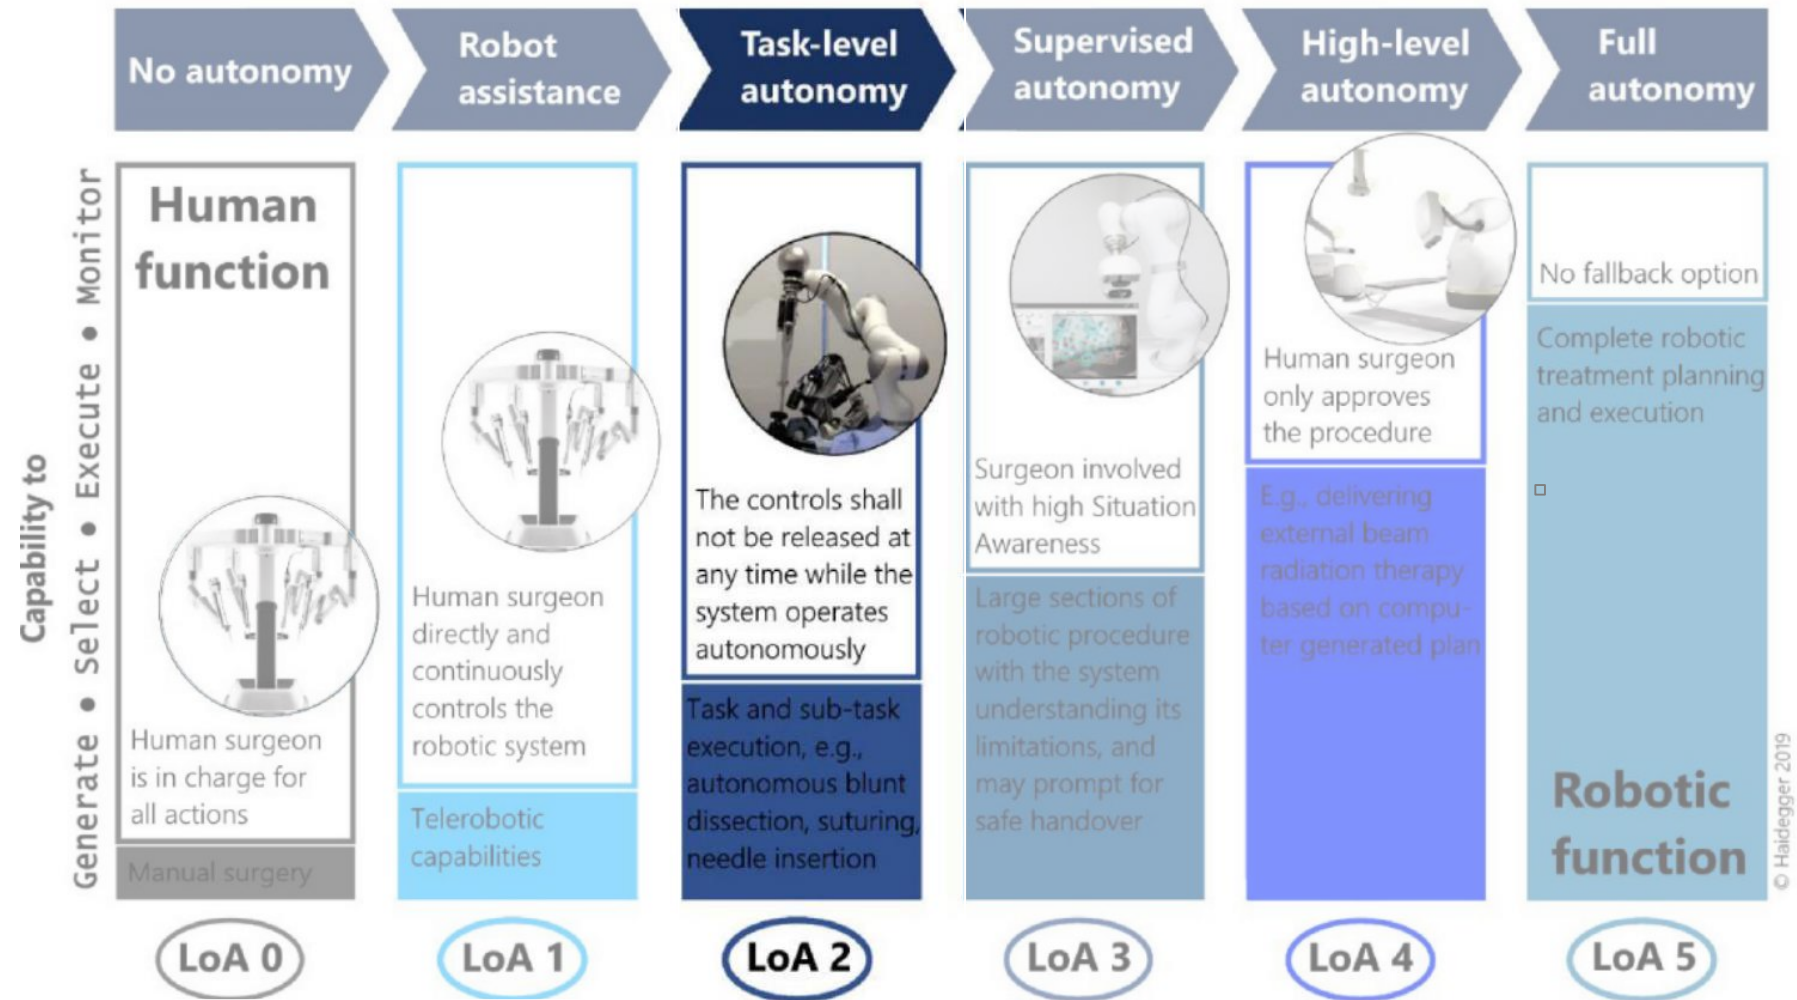 No autonomy
Robot
assistance
Task-level
autonomy
Supervised
autonomy
High-level
autonomy
Full
autonomy
Capability to
Generate • Select • Execute • Monitor
Human
function
Human surgeon
is in charge for
all actions
Manual surgery
LoA 0
Human surgeon
directly and
continuously
controls the
robotic system
Telerobotic
capabilities
LoA 1
The controls shall
not be released at
any time while the
system operates
autonomously
Task and sub-task
execution, e.g.,
autonomous blunt
dissection, suturing,
needle insertion
LoA 2
Surgeon involved
with high Situation
Awareness
Large sections of
robotic procedure
with the system
understanding its
limitations, and
may prompt for
safe handover
LoA 3
Human surgeon
only approves
the procedure
E.g., delivering
external beam
radiation therapy
based on compu-
ter generated plan
LoA 4
No fallback option
Complete robotic
treatment planning
and execution
Robotic
function
LoA 5
© Haidegger 2019